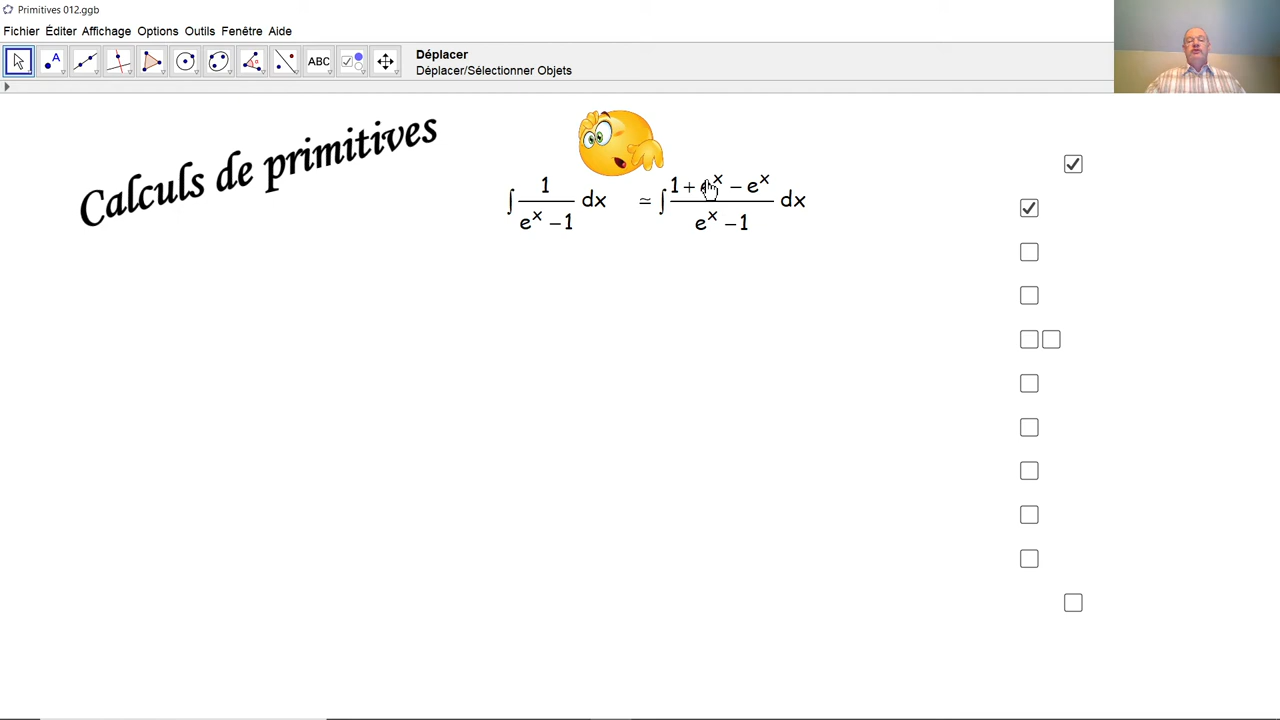 Primitives 012.ggb
Fichier Éditer Affichage Options Outils Fenêtre Aide
A ABC
Déplacer
Déplacer/Sélectionner Objets
Calculs de primitives
∫ 1/(eˣ − 1) dx ≃ ∫ (1 + eˣ − eˣ)/(eˣ − 1) dx